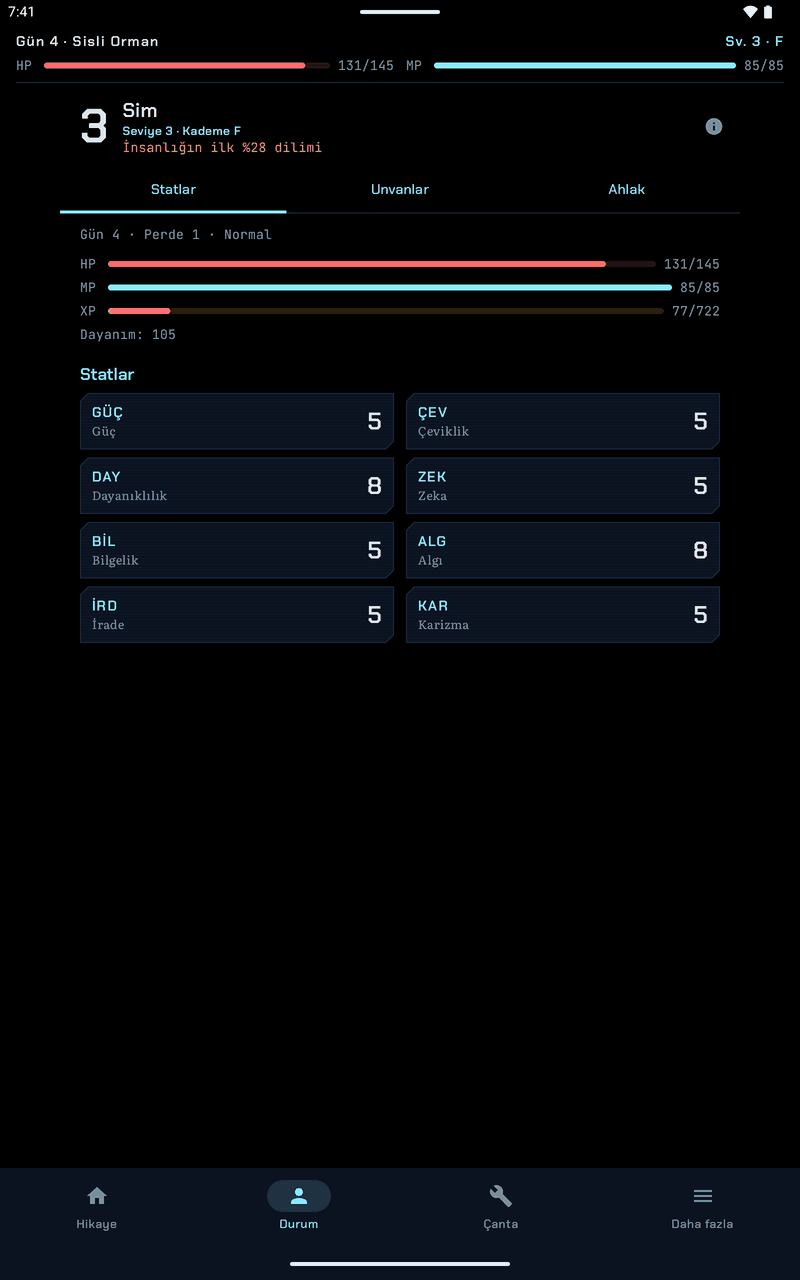 7:41
Gün 4 · Sisli Orman
Sv. 3 · F
HP 131/145 MP 85/85
3
Sim
Seviye 3 · Kademe F
İnsanlığın ilk %28 dilimi
Statlar Unvanlar Ahlak
Gün 4 · Perde 1 · Normal
HP 131/145
MP 85/85
XP 77/722
Dayanım: 105
Statlar
GÜÇ
Güç
5
ÇEV
Çeviklik
5
DAY
Dayanıklılık
8
ZEK
Zeka
5
BİL
Bilgelik
5
ALG
Algı
8
İRD
İrade
5
KAR
Karizma
5
Hikaye Durum Çanta Daha fazla